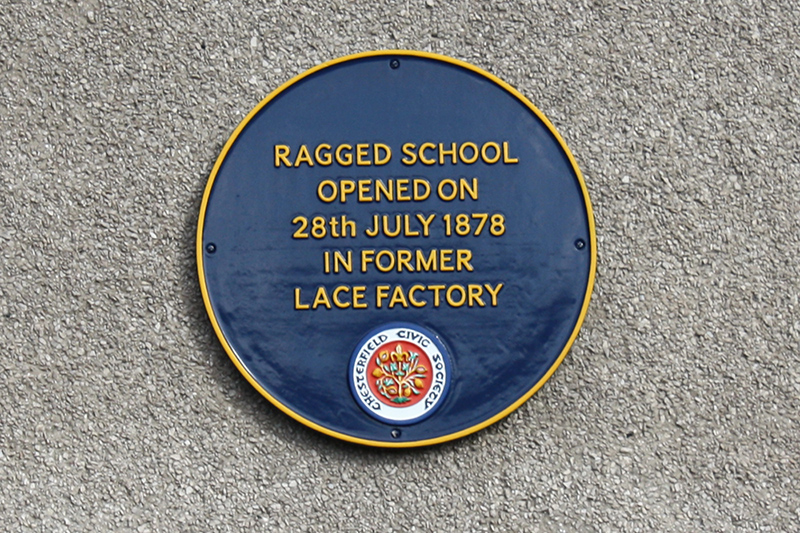 RAGGED SCHOOL
OPENED ON
28th JULY 1878
IN FORMER
LACE FACTORY
CHESTERFIELD CIVIC SOCIETY